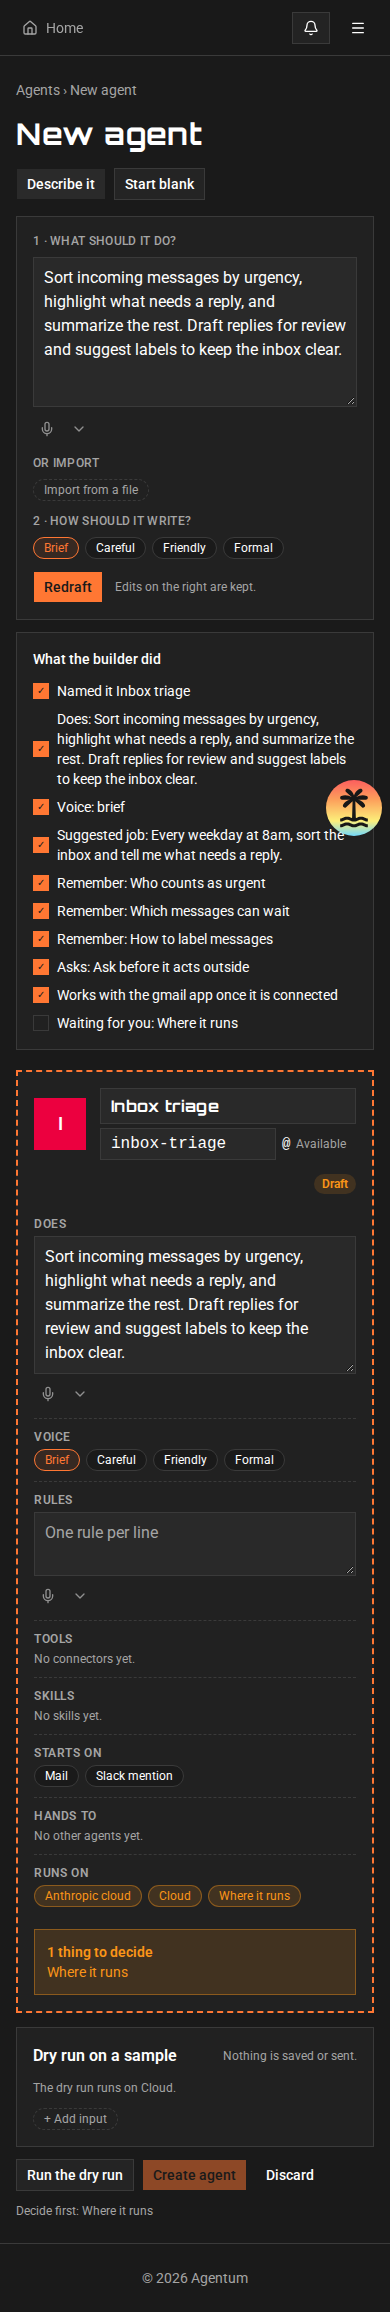 Home
Agents › New agent
New agent
Describe it
Start blank
1 · WHAT SHOULD IT DO?
Sort incoming messages by urgency,
highlight what needs a reply, and
summarize the rest. Draft replies for review
and suggest labels to keep the inbox clear.
OR IMPORT
Import from a file
2 · HOW SHOULD IT WRITE?
Brief
Careful
Friendly
Formal
Redraft
Edits on the right are kept.
What the builder did
Named it Inbox triage
Does: Sort incoming messages by urgency,
highlight what needs a reply, and summarize the
rest. Draft replies for review and suggest labels
to keep the inbox clear.
Voice: brief
Suggested job: Every weekday at 8am, sort the
inbox and tell me what needs a reply.
Remember: Who counts as urgent
Remember: Which messages can wait
Remember: How to label messages
Asks: Ask before it acts outside
Works with the gmail app once it is connected
Waiting for you: Where it runs
I
Inbox triage
inbox-triage
@ Available
Draft
DOES
Sort incoming messages by urgency,
highlight what needs a reply, and
summarize the rest. Draft replies for
review and suggest labels to keep the
inbox clear.
VOICE
Brief
Careful
Friendly
Formal
RULES
One rule per line
TOOLS
No connectors yet.
SKILLS
No skills yet.
STARTS ON
Mail
Slack mention
HANDS TO
No other agents yet.
RUNS ON
Anthropic cloud
Cloud
Where it runs
1 thing to decide
Where it runs
Dry run on a sample
Nothing is saved or sent.
The dry run runs on Cloud.
+ Add input
Run the dry run
Create agent
Discard
Decide first: Where it runs
© 2026 Agentum